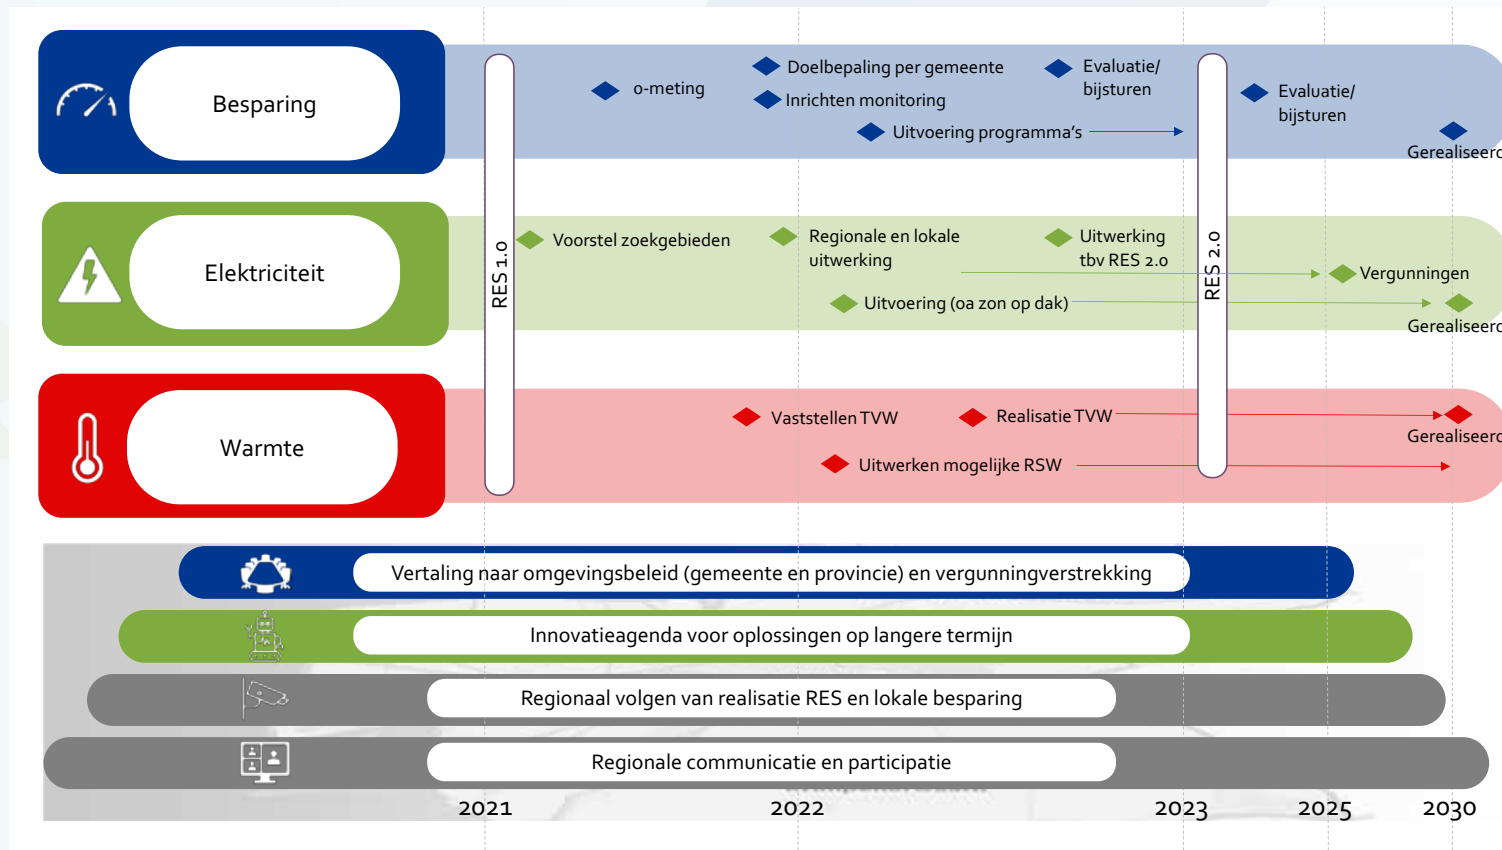 Besparing
o-meting
Doelbepaling per gemeente
Inrichten monitoring
Uitvoering programma's
Evaluatie/
bijsturen
Evaluatie/
bijsturen
Gerealiseerd
RES 1.0
RES 2.0
Elektriciteit
Voorstel zoekgebieden
Regionale en lokale
uitwerking
Uitwerking
tbv RES 2.0
Vergunningen
Uitvoering (oa zon op dak)
Gerealiseerd
Warmte
Vaststellen TVW
Realisatie TVW
Gerealiseerd
Uitwerken mogelijke RSW
Vertaling naar omgevingsbeleid (gemeente en provincie) en vergunningverstrekking
Innovatieagenda voor oplossingen op langere termijn
Regionaal volgen van realisatie RES en lokale besparing
Regionale communicatie en participatie
2021
2022
2023
2025
2030